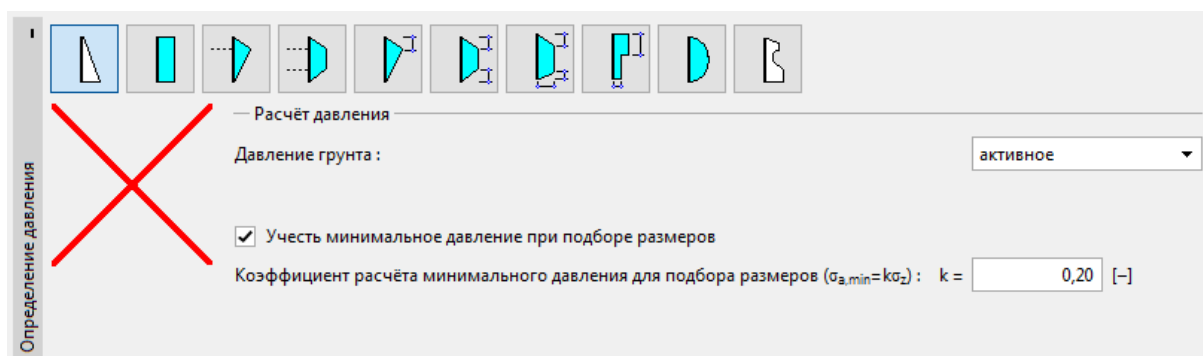 Определение давления
Расчёт давления
Давление грунта :
активное
Учесть минимальное давление при подборе размеров
Коэффициент расчёта минимального давления для подбора размеров (σa,min=kσz) : k = 0,20 [–]